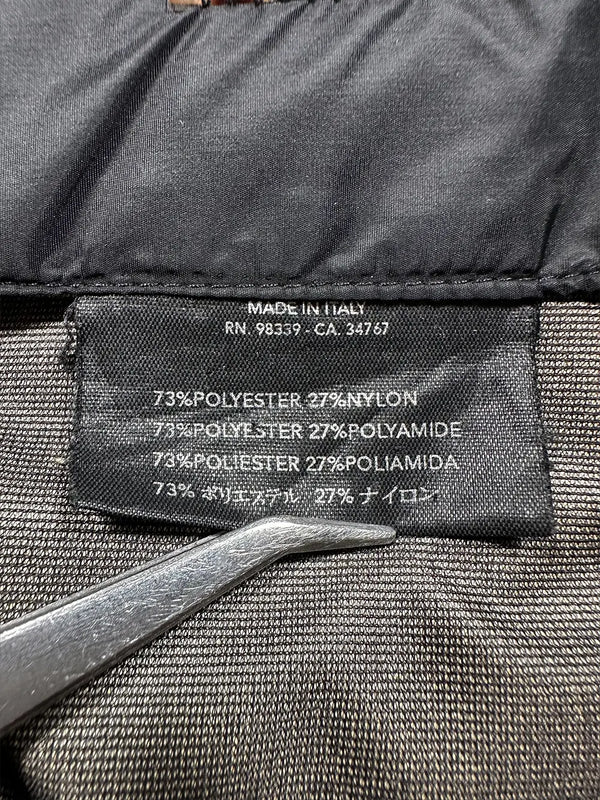 MADE IN ITALY
RN. 98339 - CA. 34767
73%POLYESTER 27%NYLON
73%POLYESTER 27%POLYAMIDE
73%POLIESTER 27%POLIAMIDA
73% ポリエステル 27% ナイロン